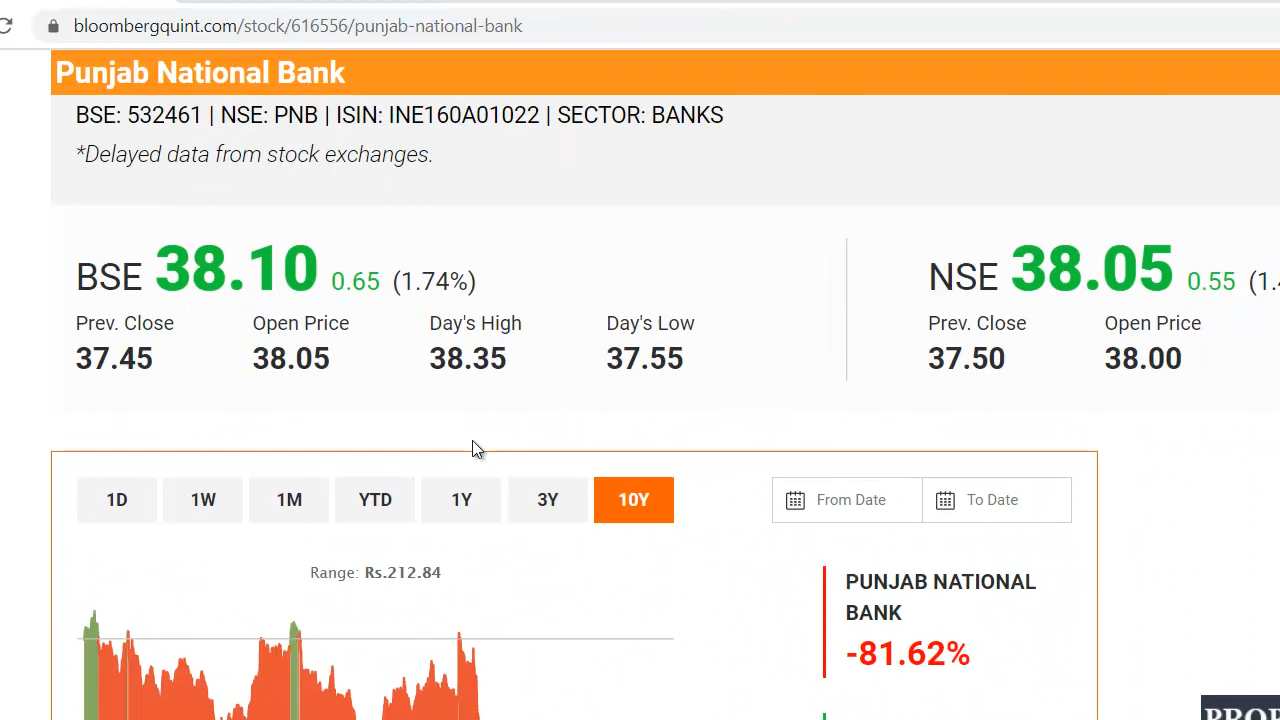 bloombergquint.com/stock/616556/punjab-national-bank
Punjab National Bank
BSE: 532461 | NSE: PNB | ISIN: INE160A01022 | SECTOR: BANKS
*Delayed data from stock exchanges.
BSE 38.10 0.65 (1.74%)
Prev. Close Open Price Day's High Day's Low
37.45 38.05 38.35 37.55
NSE 38.05 0.55 (1.4
Prev. Close Open Price
37.50 38.00
1D 1W 1M YTD 1Y 3Y 10Y
From Date To Date
Range: Rs.212.84
PUNJAB NATIONAL
BANK
-81.62%